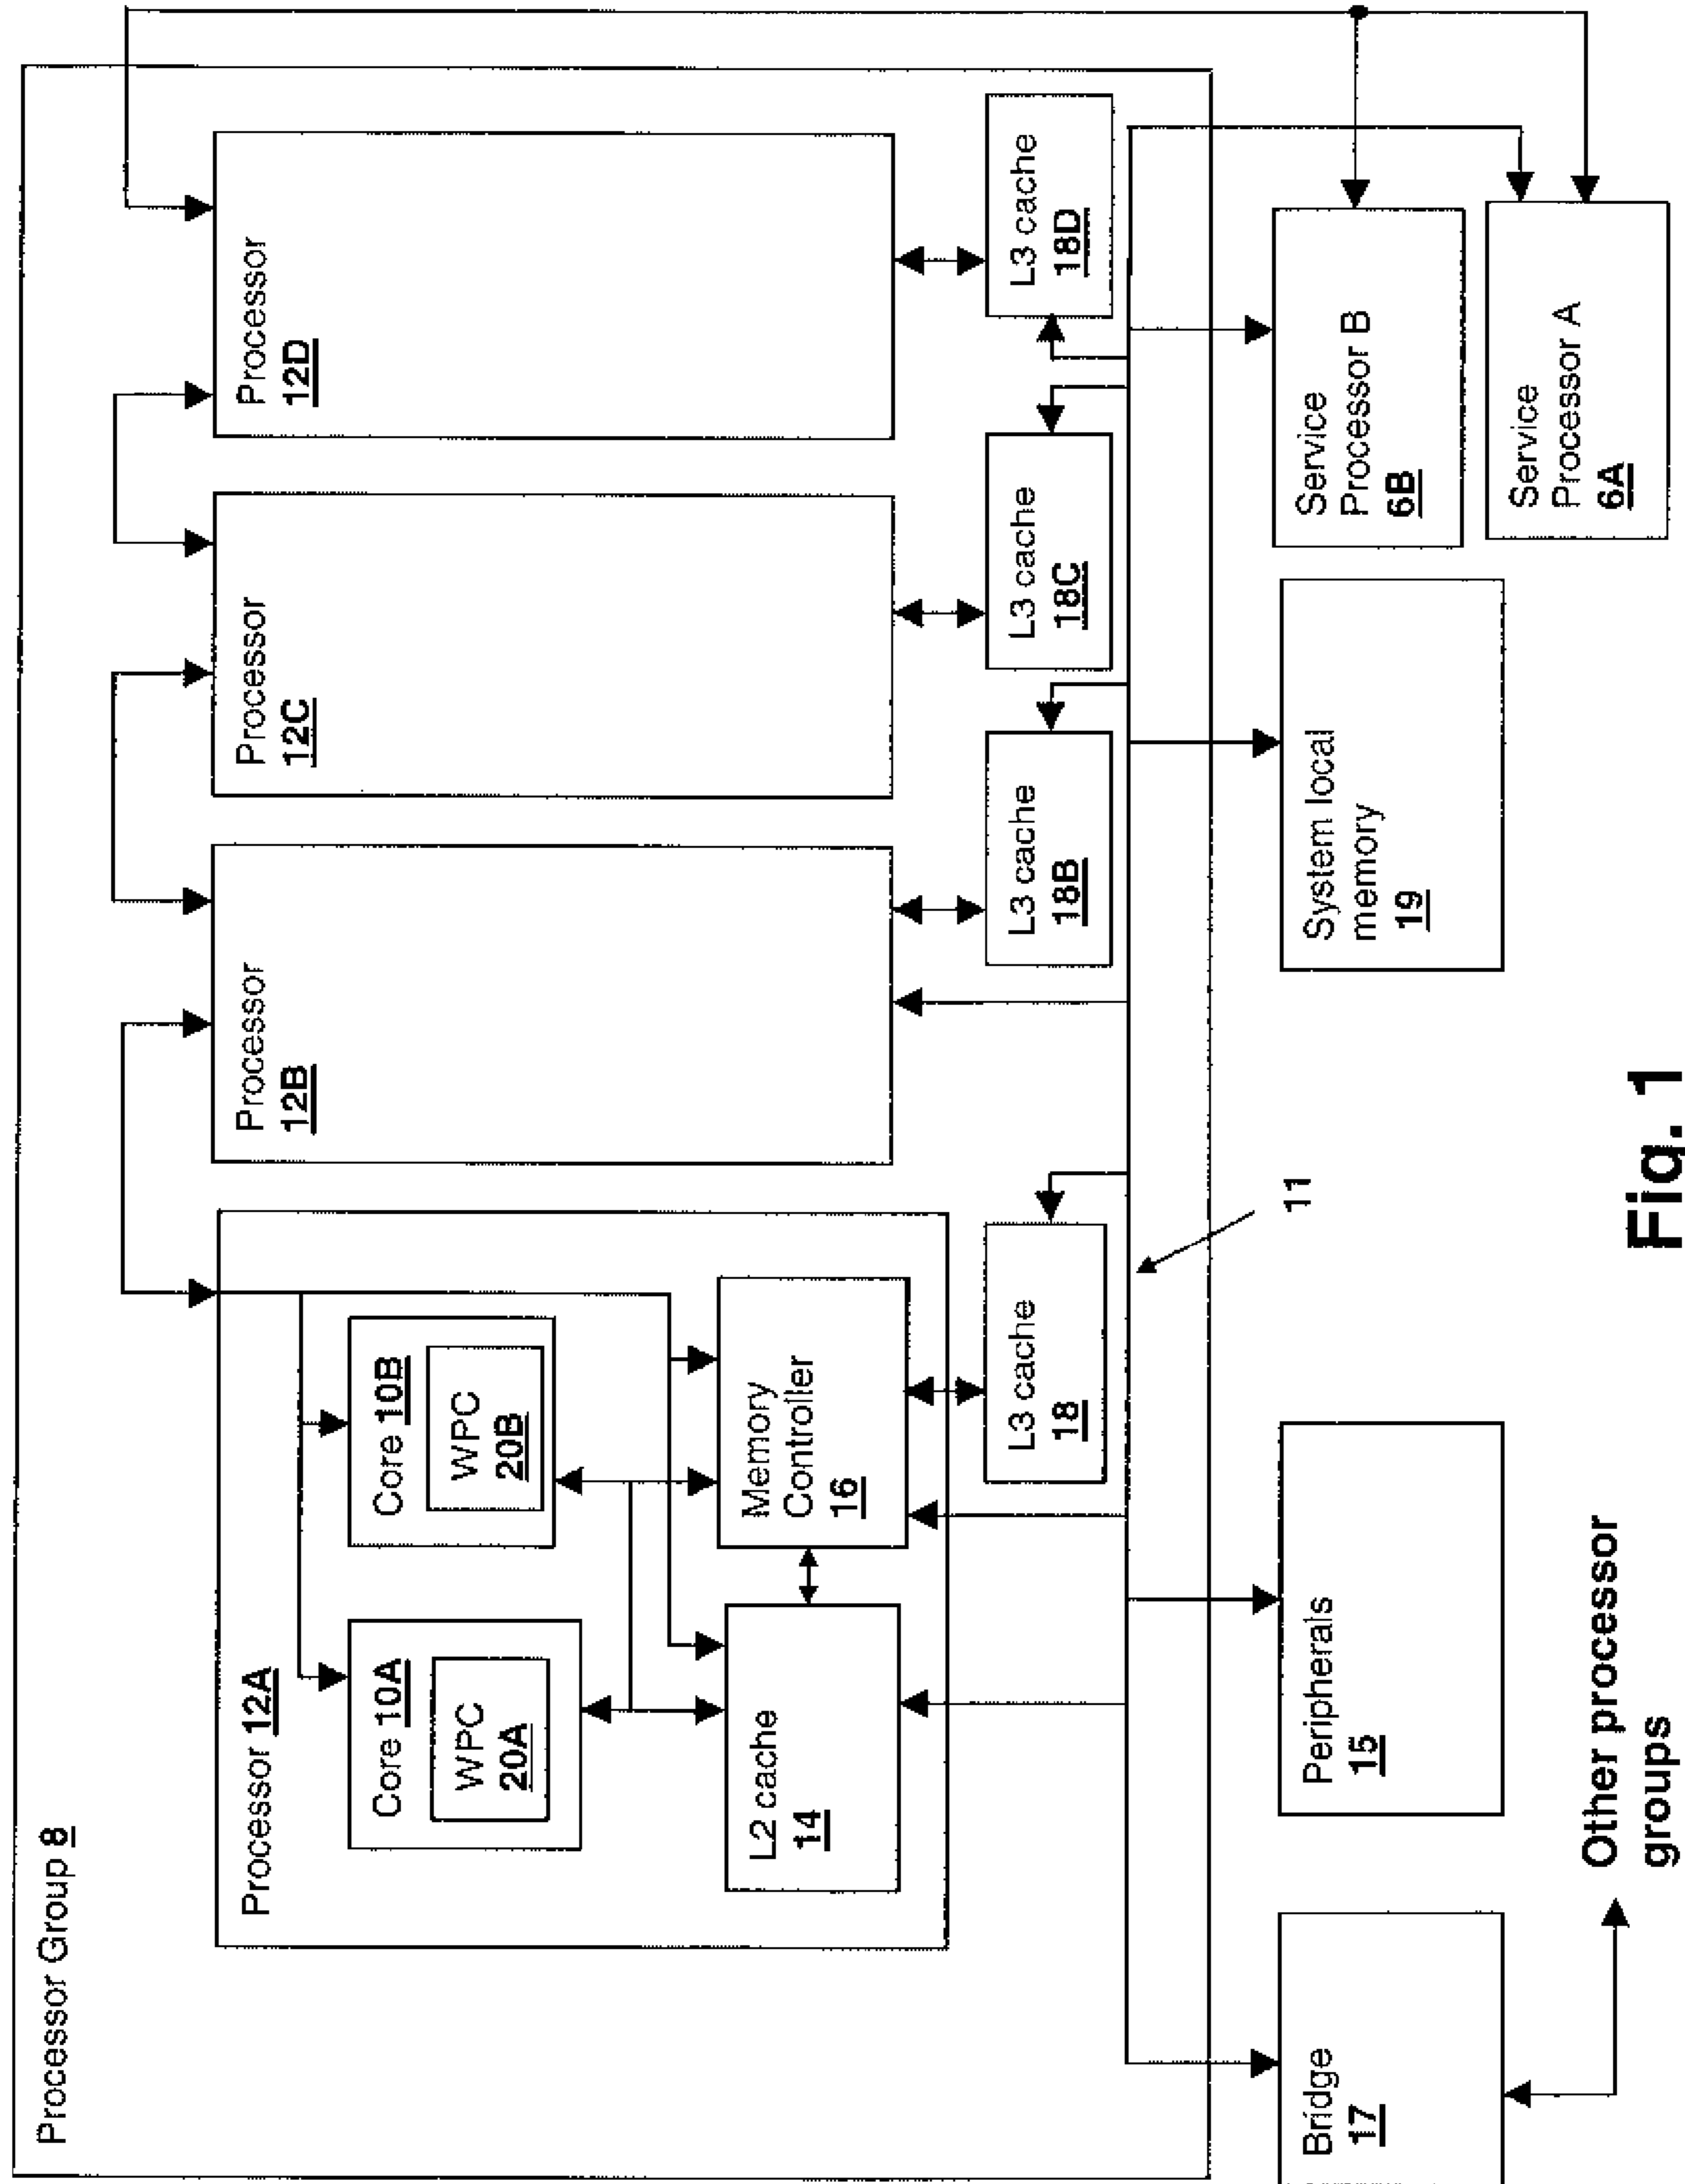 Processor Group 8
Processor 12A
Core 10A
WPC
20A
Core 10B
WPC
20B
L2 cache
14
Memory
Controller
16
Processor
12B
Processor
12C
Processor
12D
L3 cache
18
L3 cache
18B
L3 cache
18C
L3 cache
18D
11
Bridge
17
Peripherals
15
System local
memory
19
Service
Processor B
6B
Service
Processor A
6A
Other processor
groups
Fig. 1